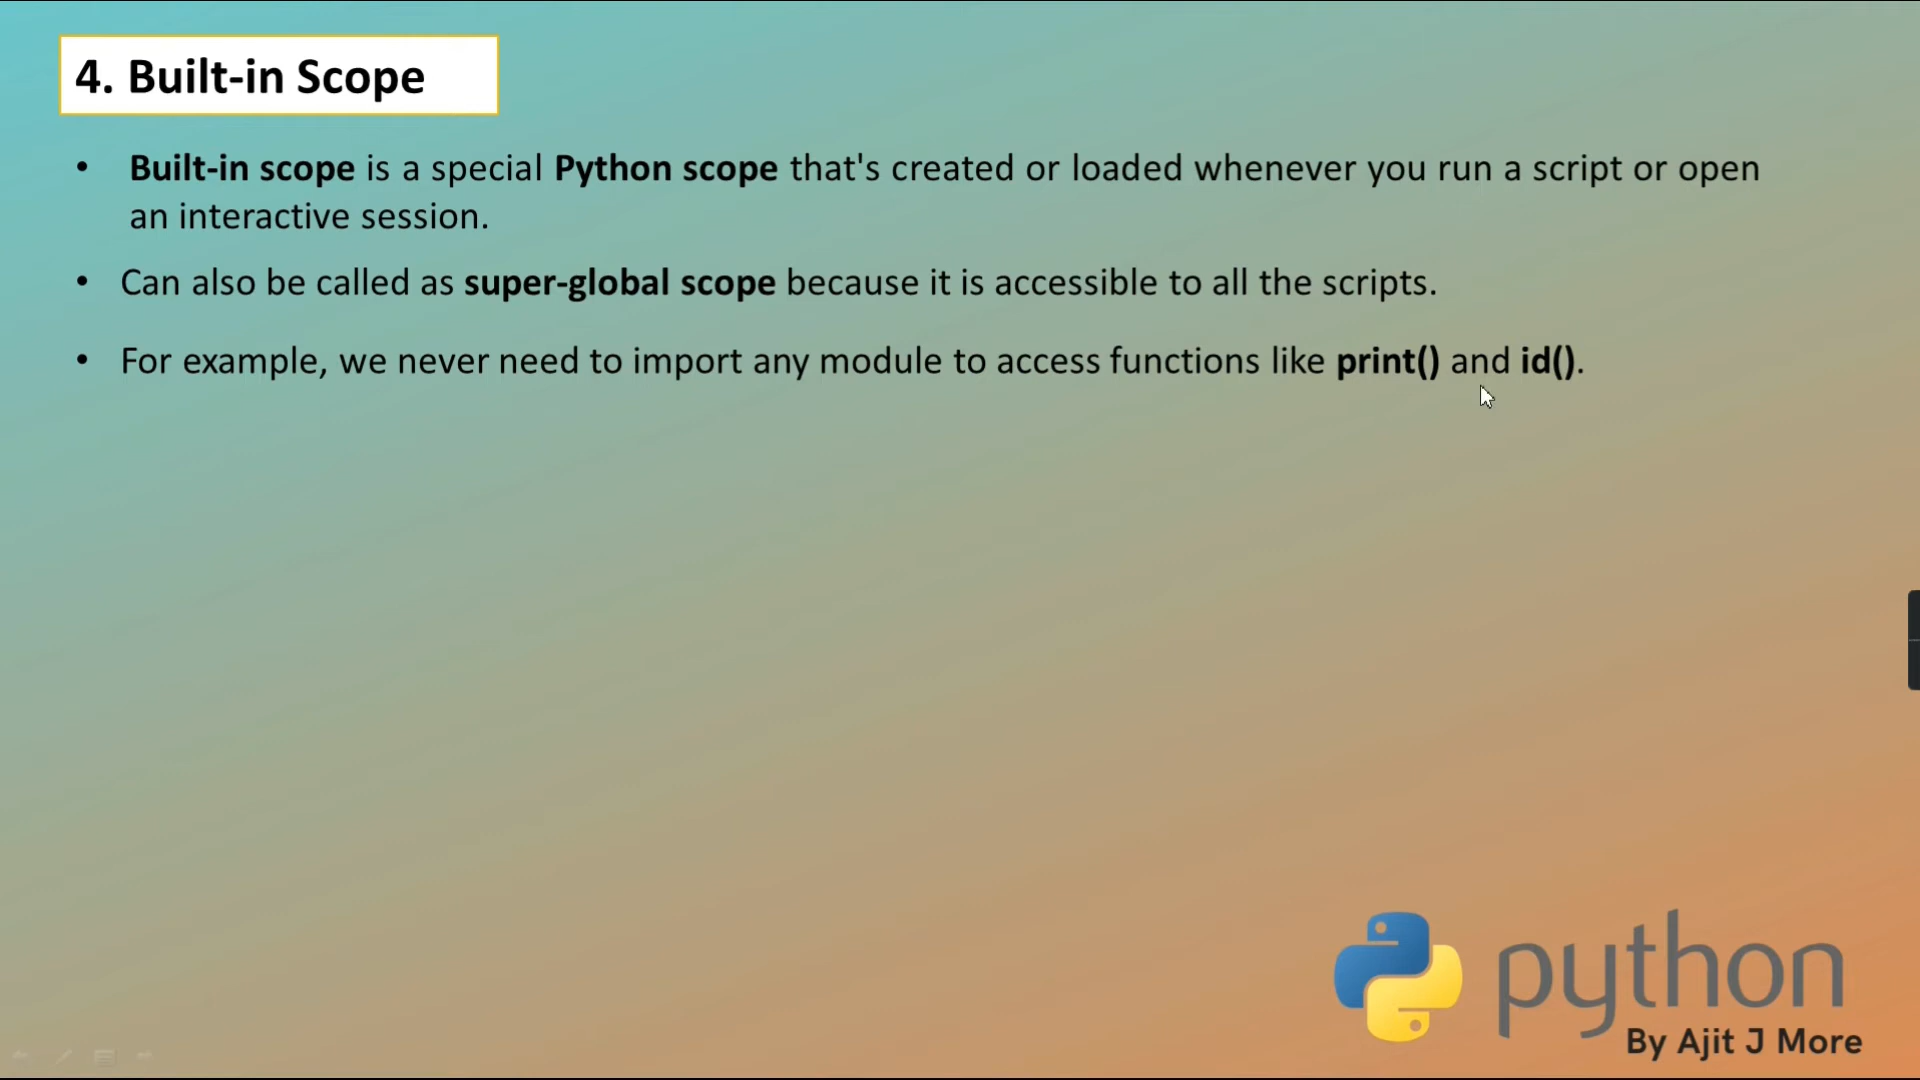 4. Built-in Scope
• Built-in scope is a special Python scope that's created or loaded whenever you run a script or open
an interactive session.
• Can also be called as super-global scope because it is accessible to all the scripts.
• For example, we never need to import any module to access functions like print() and id().
python
By Ajit J More